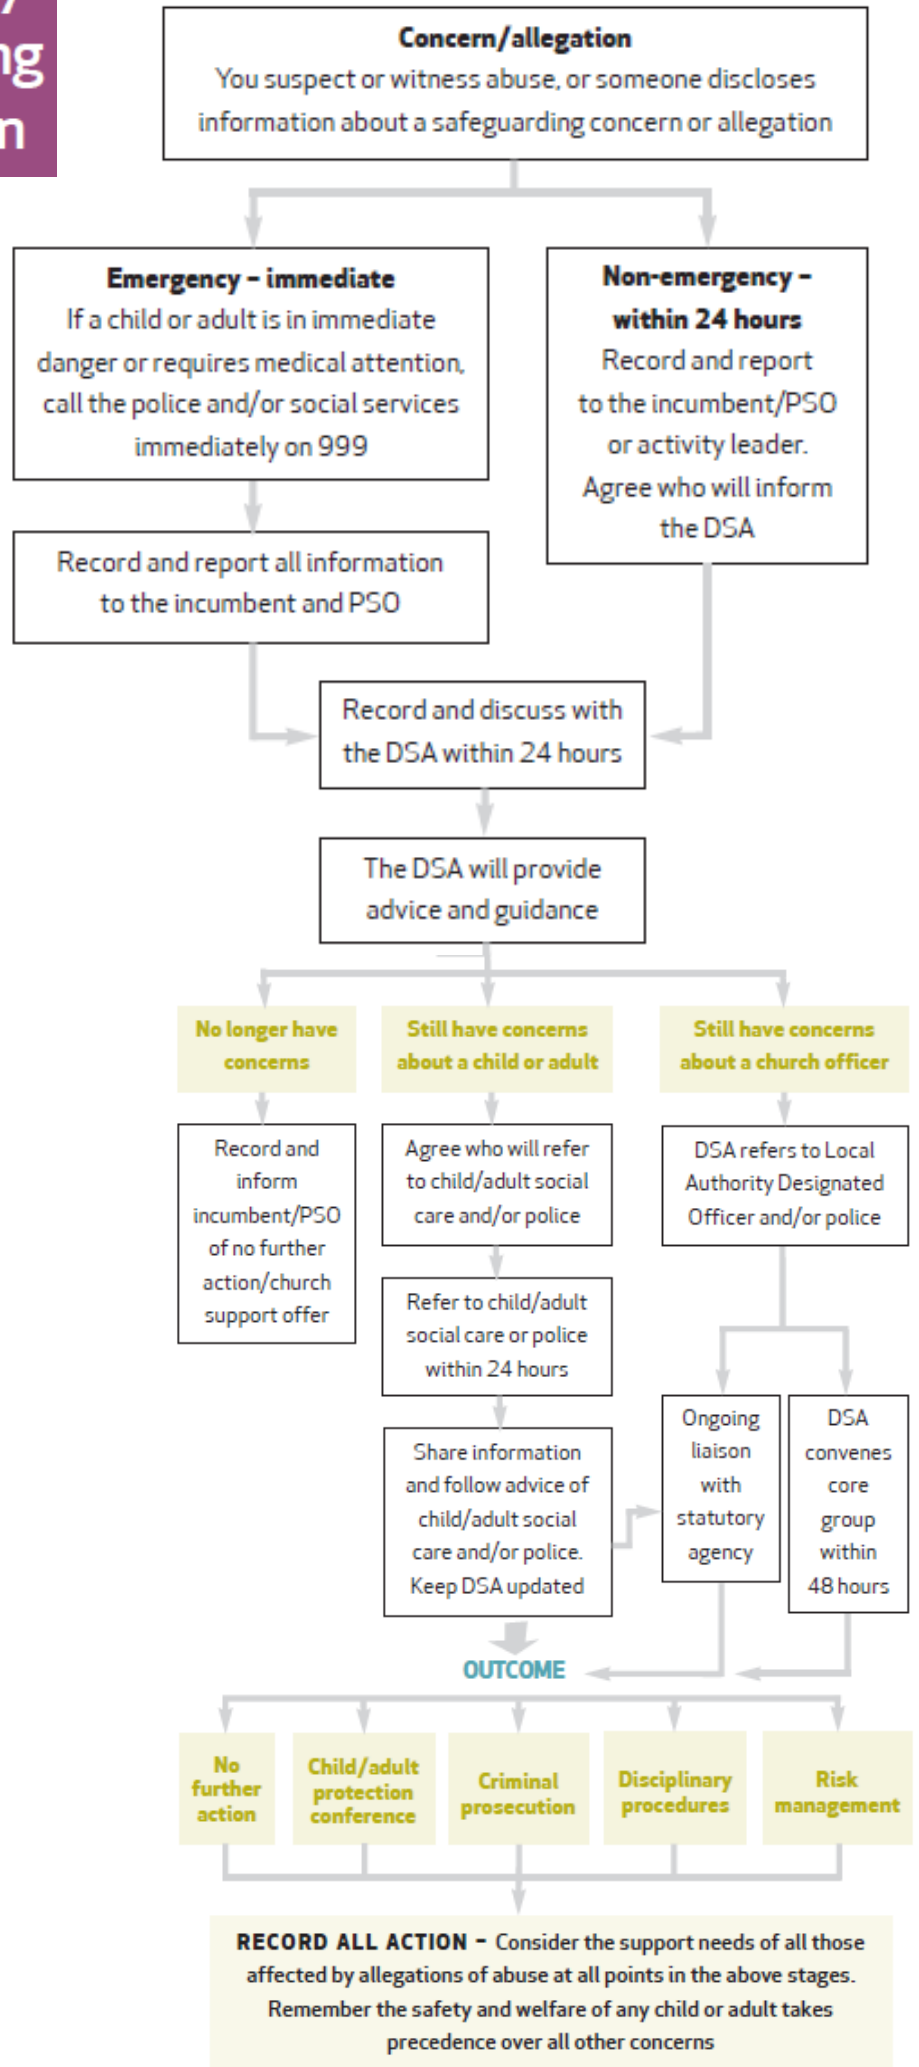 ng
Concern/allegation
You suspect or witness abuse, or someone discloses
information about a safeguarding concern or allegation
Emergency – immediate
If a child or adult is in immediate
danger or requires medical attention,
call the police and/or social services
immediately on 999
Non-emergency –
within 24 hours
Record and report
to the incumbent/PSO
or activity leader.
Agree who will inform
the DSA
Record and report all information
to the incumbent and PSO
Record and discuss with
the DSA within 24 hours
The DSA will provide
advice and guidance
No longer have
concerns
Still have concerns
about a child or adult
Still have concerns
about a church officer
Record and
inform
incumbent/PSO
of no further
action/church
support offer
Agree who will refer
to child/adult social
care and/or police
DSA refers to Local
Authority Designated
Officer and/or police
Refer to child/adult
social care or police
within 24 hours
Share information
and follow advice of
child/adult social
care and/or police.
Keep DSA updated
Ongoing
liaison
with
statutory
agency
DSA
convenes
core
group
within
48 hours
OUTCOME
No
further
action
Child/adult
protection
conference
Criminal
prosecution
Disciplinary
procedures
Risk
management
RECORD ALL ACTION – Consider the support needs of all those
affected by allegations of abuse at all points in the above stages.
Remember the safety and welfare of any child or adult takes
precedence over all other concerns